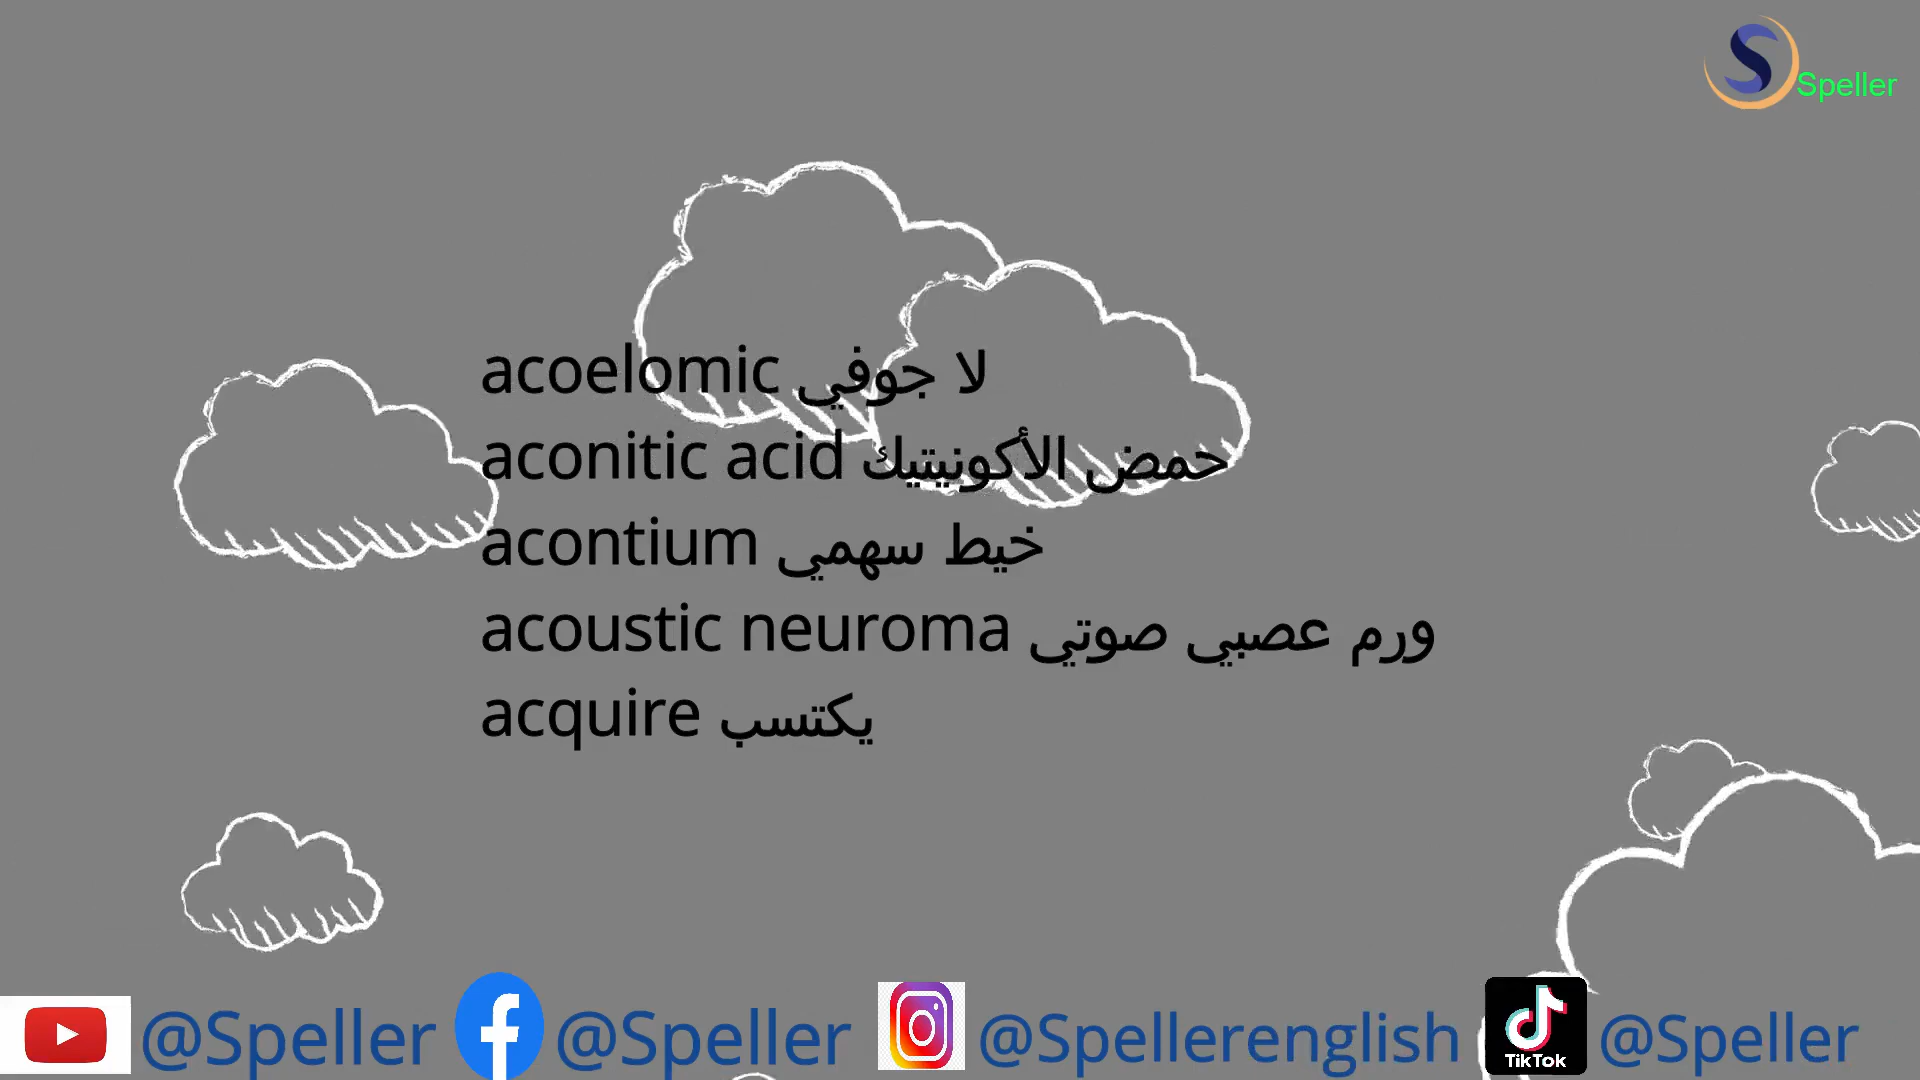 Speller
acoelomic لا جوفي
aconitic acid حمض الأكونيتيك
acontium خيط سهمي
acoustic neuroma ورم عصبي صوتي
acquire يكتسب
@Speller @Speller @Spellerenglish TikTok @Speller